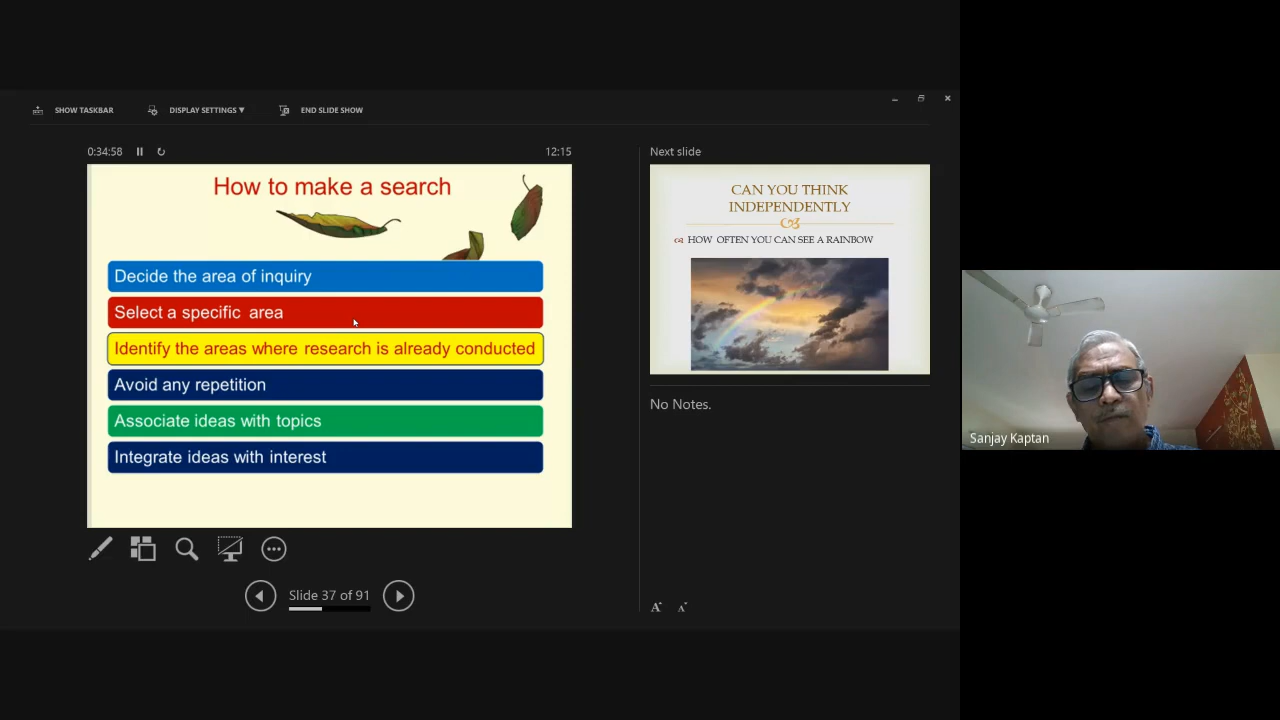 SHOW TASKBAR
DISPLAY SETTINGS ▼
END SLIDE SHOW
0:34:58
12:15
Next slide
How to make a search
Decide the area of inquiry
Select a specific area
Identify the areas where research is already conducted
Avoid any repetition
Associate ideas with topics
Integrate ideas with interest
CAN YOU THINK
INDEPENDENTLY
HOW OFTEN YOU CAN SEE A RAINBOW
No Notes.
Slide 37 of 91
A A
Sanjay Kaptan